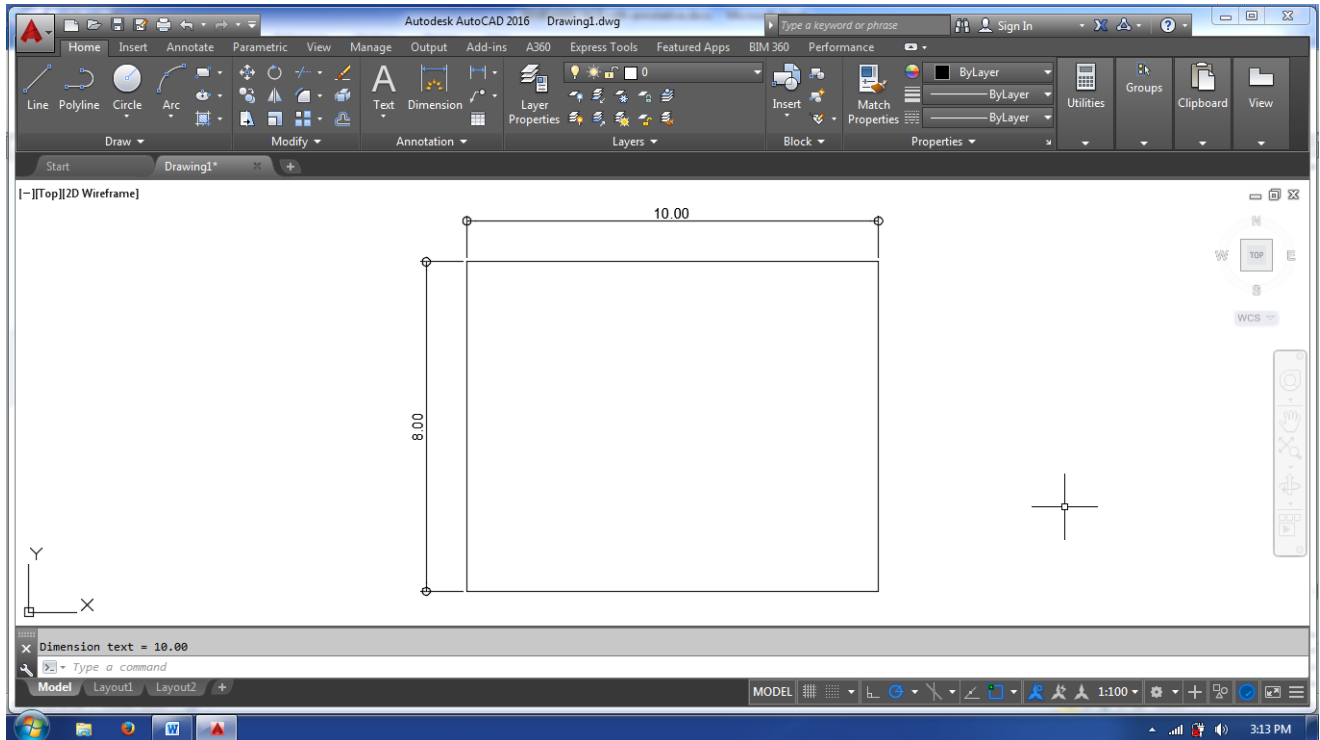 Autodesk AutoCAD 2016 Drawing1.dwg
Type a keyword or phrase
Sign In
Home Insert Annotate Parametric View Manage Output Add-ins A360 Express Tools Featured Apps BIM 360 Performance
0
ByLayer
ByLayer
ByLayer
Line Polyline Circle Arc
Text Dimension
Layer Properties
Insert
Match Properties
Utilities
Groups
Clipboard
View
Draw
Modify
Annotation
Layers
Block
Properties
Start Drawing1*
[−][Top][2D Wireframe]
10.00
8.00
N
W TOP E
S
WCS
Y
X
Dimension text = 10.00
Type a command
Model Layout1 Layout2
MODEL
1:100
3:13 PM